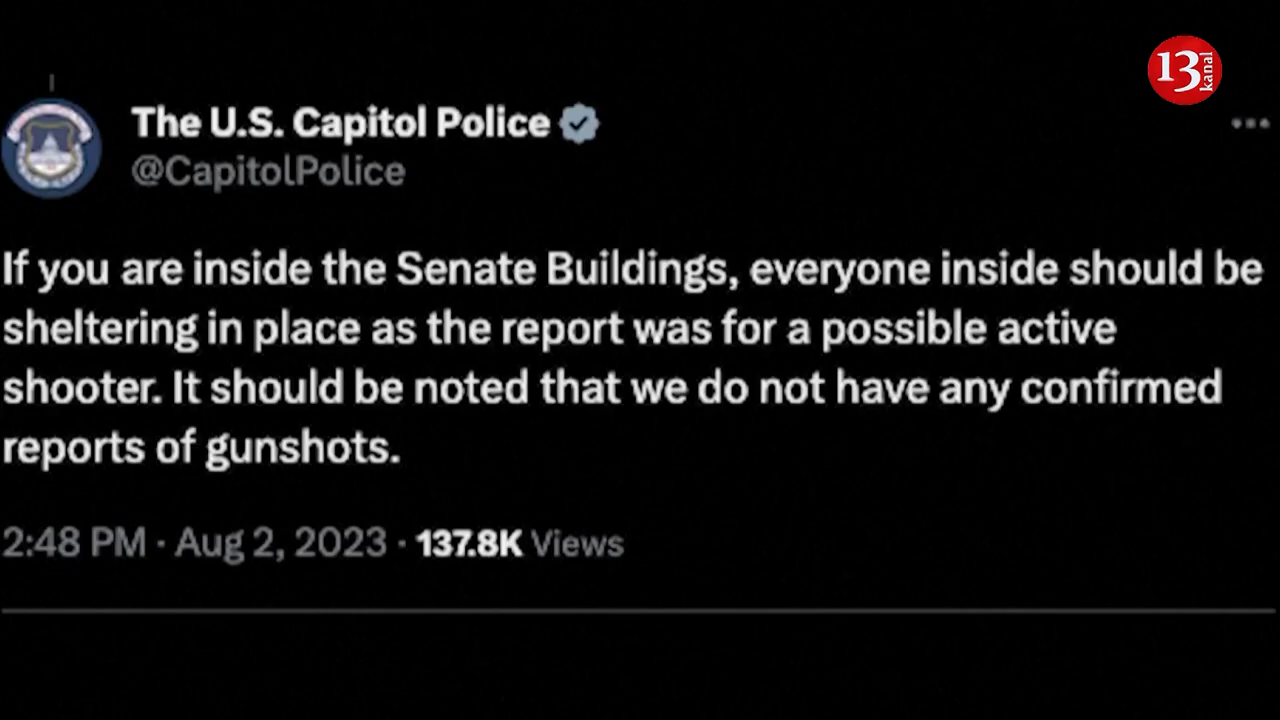 13 kanal
The U.S. Capitol Police
@CapitolPolice
If you are inside the Senate Buildings, everyone inside should be
sheltering in place as the report was for a possible active
shooter. It should be noted that we do not have any confirmed
reports of gunshots.
2:48 PM · Aug 2, 2023 · 137.8K Views